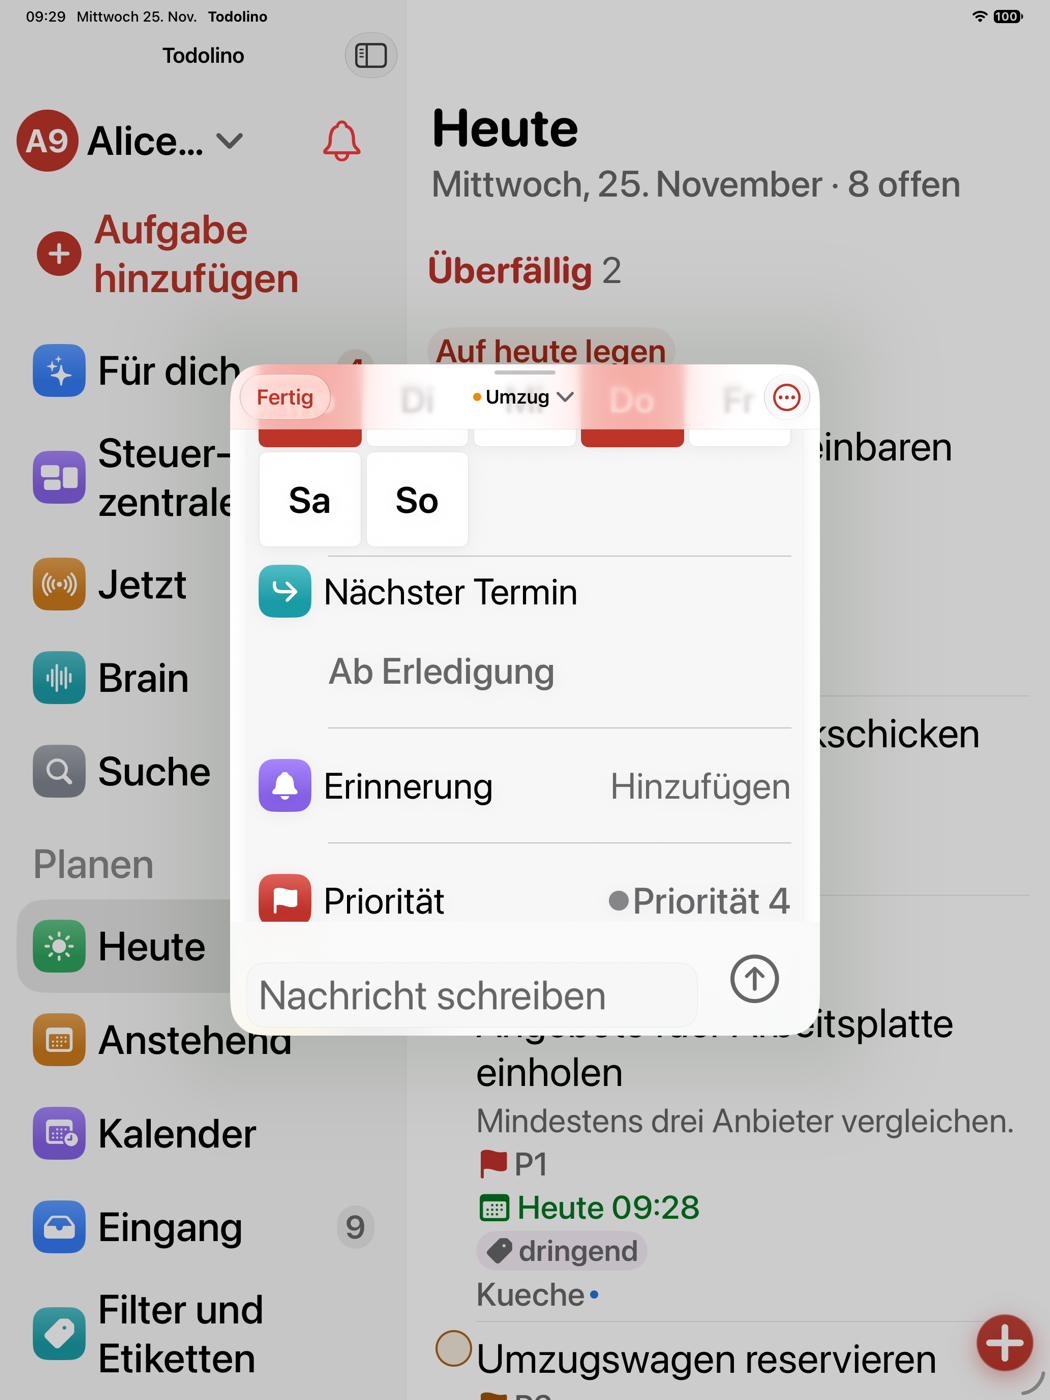 09:29 Mittwoch 25. Nov. Todolino
100
Todolino
A9 Alice...
Aufgabe
hinzufügen
Für dich
Steuer-
zentrale
Jetzt
Brain
Suche
Planen
Heute
Anstehend
Kalender
Eingang 9
Filter und
Etiketten
Heute
Mittwoch, 25. November · 8 offen
Überfällig 2
Auf heute legen
Fertig
Di
Umzug
Mi
Do
Fr
Sa
So
Nächster Termin
Ab Erledigung
Erinnerung Hinzufügen
Priorität Priorität 4
Nachricht schreiben
einbaren
kschicken
eitsplatte
einholen
Mindestens drei Anbieter vergleichen.
P1
Heute 09:28
dringend
Kueche
Umzugswagen reservieren